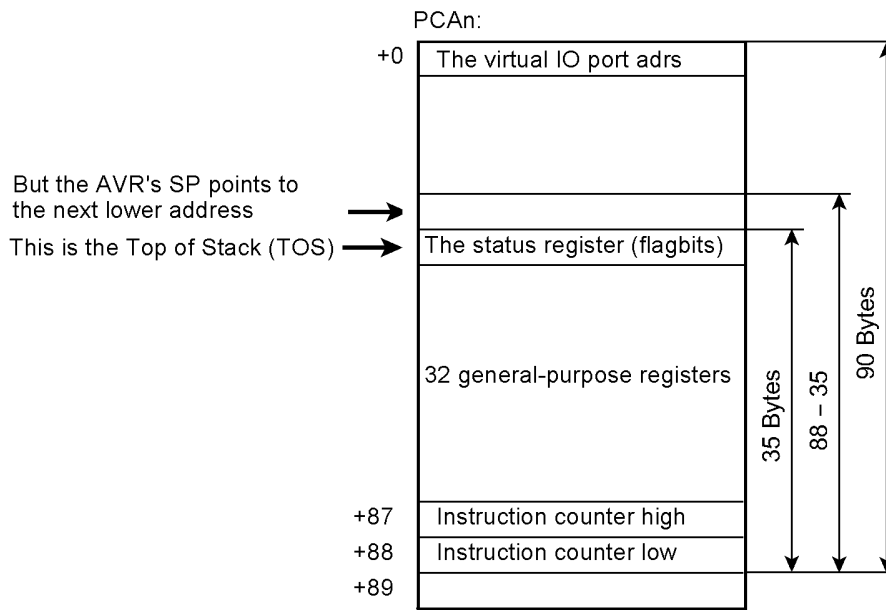 PCAn:
+0
The virtual IO port adrs
But the AVR's SP points to
the next lower address
This is the Top of Stack (TOS)
The status register (flagbits)
32 general-purpose registers
35 Bytes
88 – 35
90 Bytes
+87
Instruction counter high
+88
Instruction counter low
+89